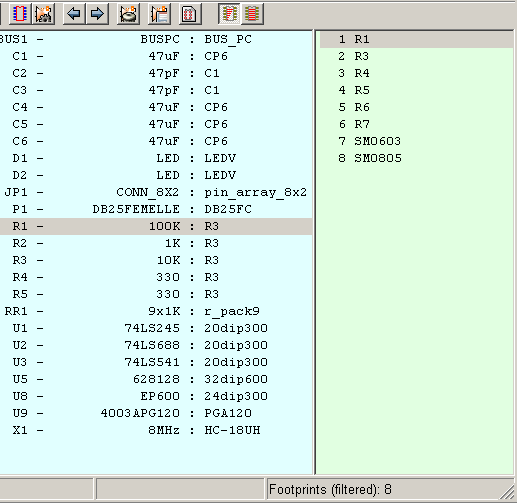 BUS1 - BUSPC : BUS_PC
C1 - 47uF : CP6
C2 - 47pF : C1
C3 - 47pF : C1
C4 - 47uF : CP6
C5 - 47uF : CP6
C6 - 47uF : CP6
D1 - LED : LEDV
D2 - LED : LEDV
JP1 - CONN_8X2 : pin_array_8x2
P1 - DB25FEMELLE : DB25FC
R1 - 100K : R3
R2 - 1K : R3
R3 - 10K : R3
R4 - 330 : R3
R5 - 330 : R3
RR1 - 9x1K : r_pack9
U1 - 74LS245 : 20dip300
U2 - 74LS688 : 20dip300
U3 - 74LS541 : 20dip300
U5 - 628128 : 32dip600
U8 - EP600 : 24dip300
U9 - 4003APG120 : PGA120
X1 - 8MHz : HC-18UH
1 R1
2 R3
3 R4
4 R5
5 R6
6 R7
7 SM0603
8 SM0805
Footprints (filtered): 8